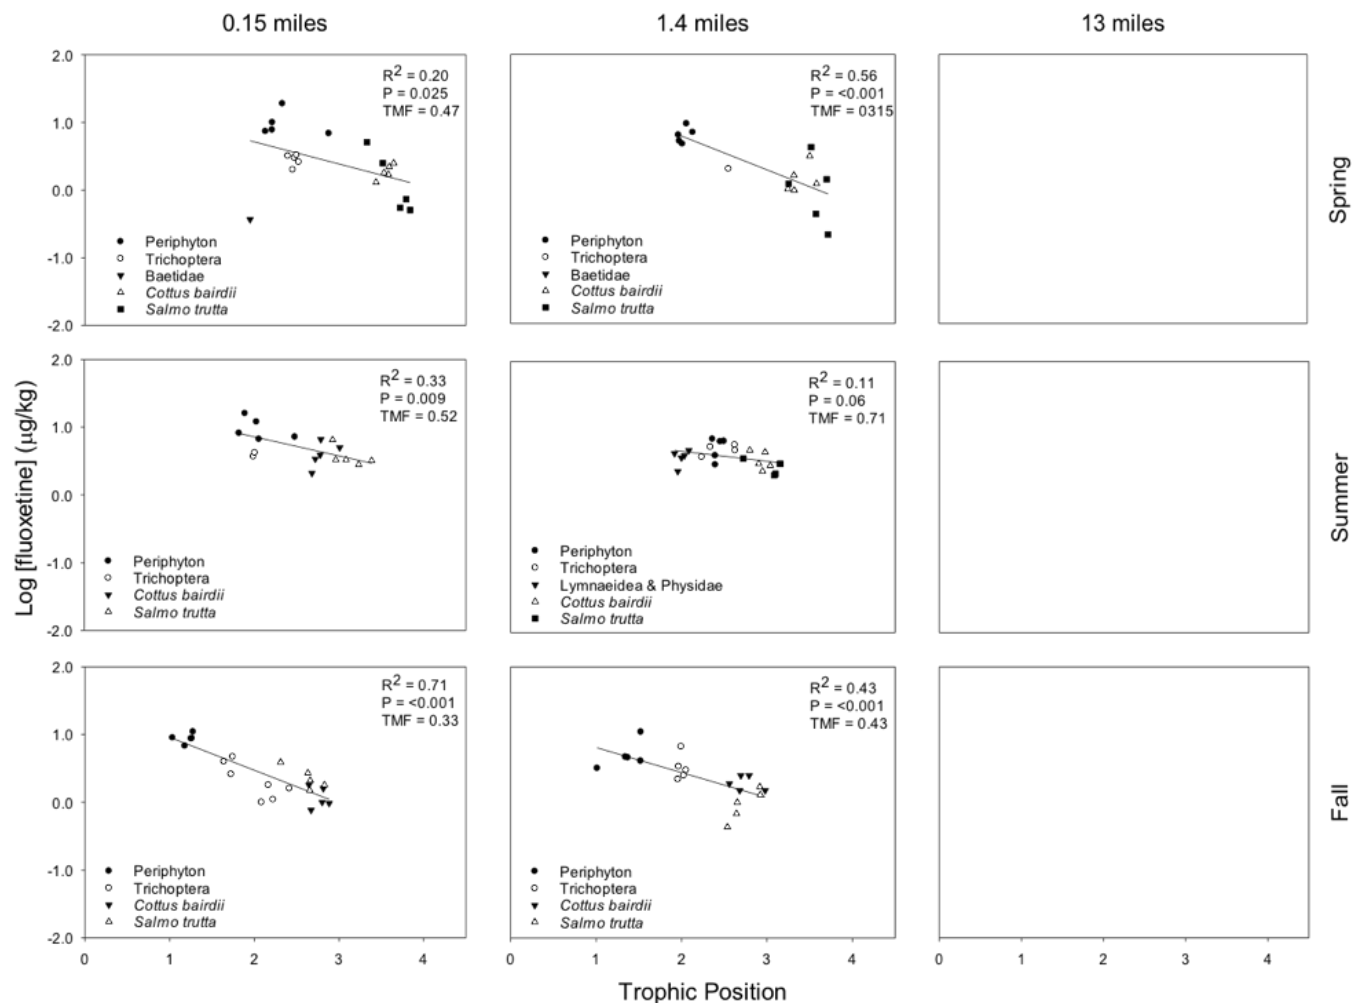 0.15 miles
1.4 miles
13 miles
2.0
1.0
0.0
-1.0
-2.0
R2 = 0.20
P = 0.025
TMF = 0.47
Periphyton
Trichoptera
Baetidae
Cottus bairdii
Salmo trutta
R2 = 0.56
P = <0.001
TMF = 0315
Periphyton
Trichoptera
Baetidae
Cottus bairdii
Salmo trutta
Spring
Log [fluoxetine] (μg/kg)
2.0
1.0
0.0
-1.0
-2.0
R2 = 0.33
P = 0.009
TMF = 0.52
Periphyton
Trichoptera
Cottus bairdii
Salmo trutta
R2 = 0.11
P = 0.06
TMF = 0.71
Periphyton
Trichoptera
Lymnaeidea & Physidae
Cottus bairdii
Salmo trutta
Summer
2.0
1.0
0.0
-1.0
-2.0
R2 = 0.71
P = <0.001
TMF = 0.33
Periphyton
Trichoptera
Cottus bairdii
Salmo trutta
R2 = 0.43
P = <0.001
TMF = 0.43
Periphyton
Trichoptera
Cottus bairdii
Salmo trutta
Fall
0 1 2 3 4
0 1 2 3 4
0 1 2 3 4
Trophic Position